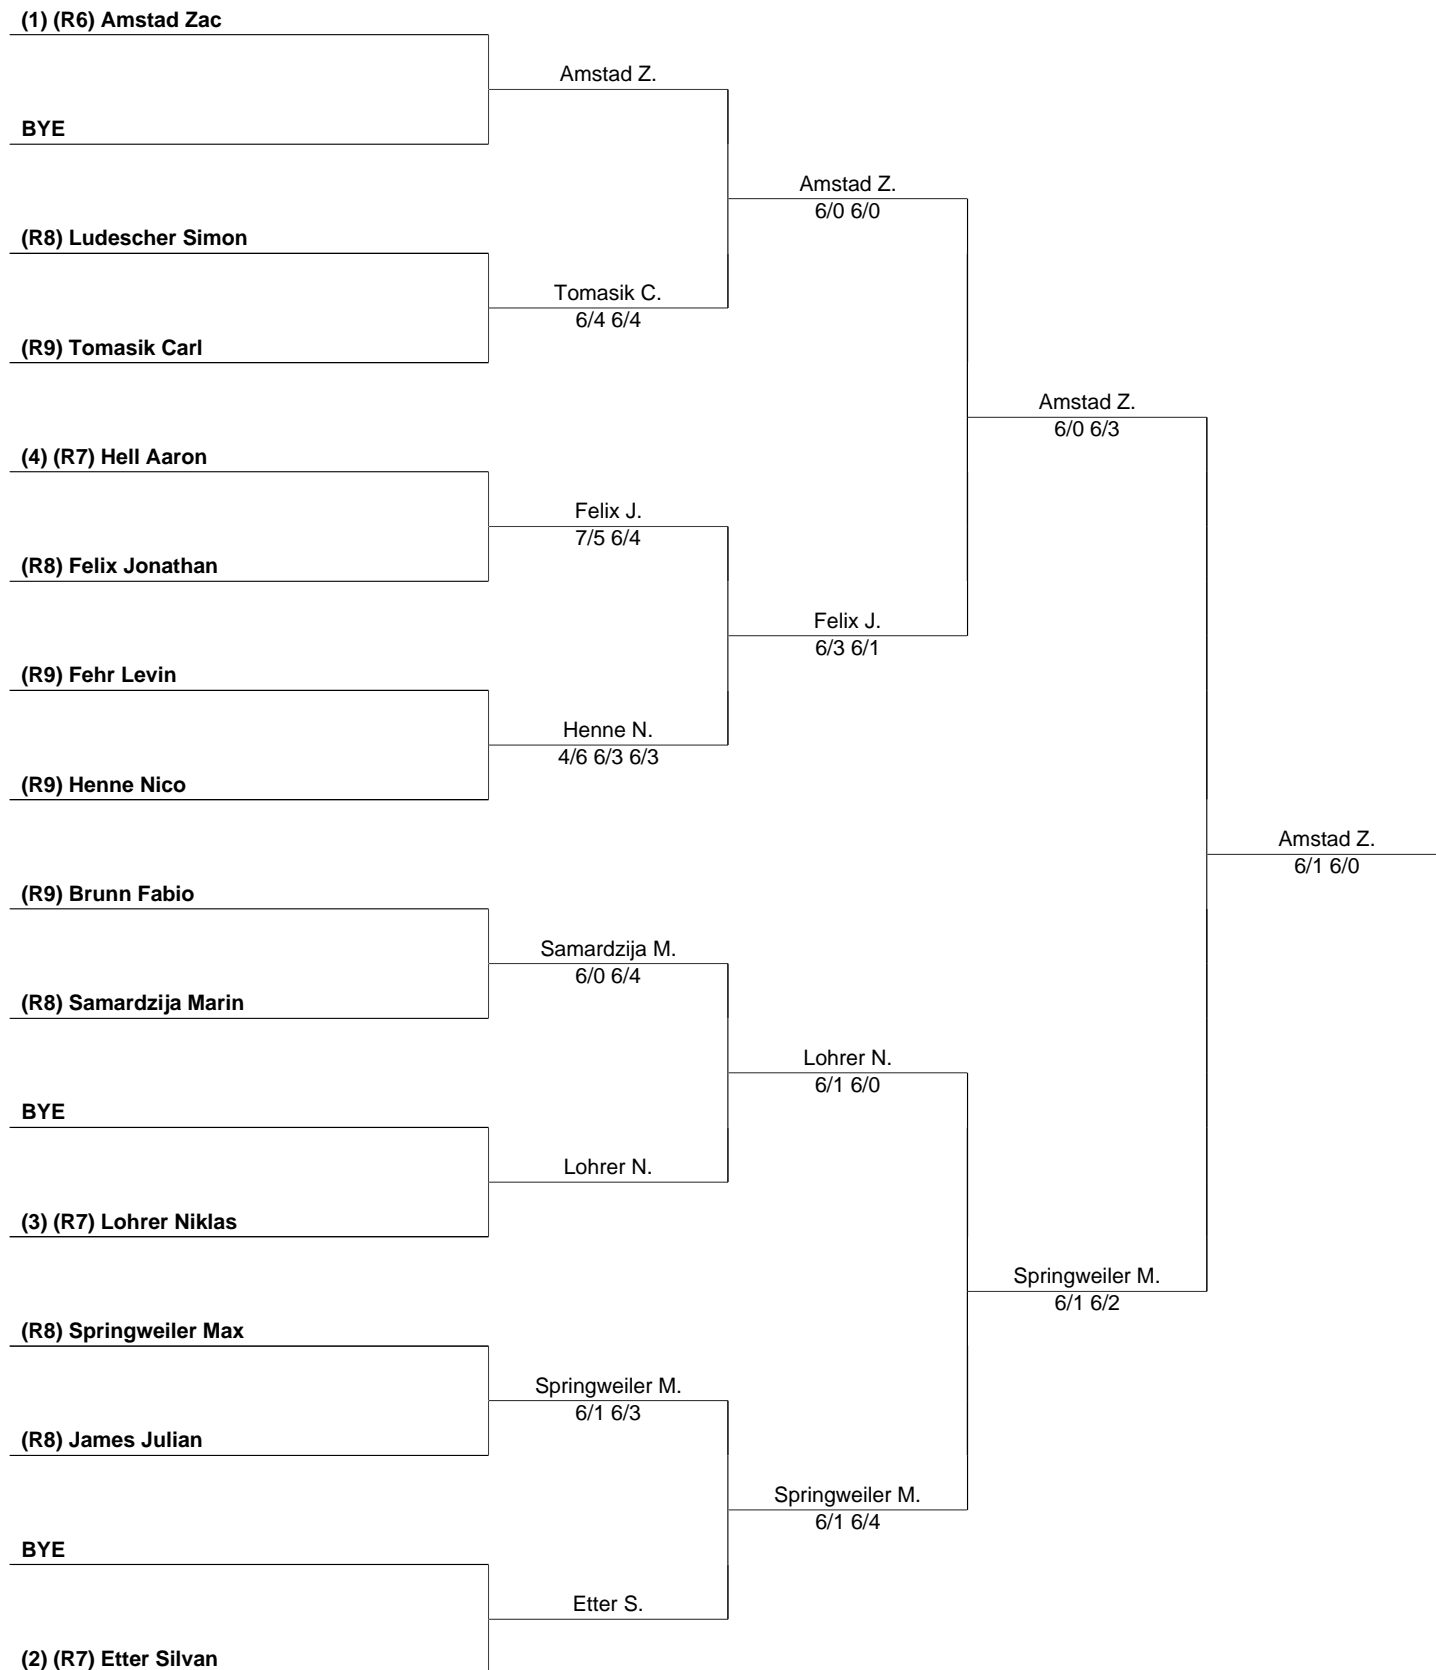 (1) (R6) Amstad Zac
Amstad Z.
BYE
Amstad Z.
6/0 6/0
(R8) Ludescher Simon
Tomasik C.
6/4 6/4
(R9) Tomasik Carl
Amstad Z.
6/0 6/3
(4) (R7) Hell Aaron
Felix J.
7/5 6/4
(R8) Felix Jonathan
Felix J.
6/3 6/1
(R9) Fehr Levin
Henne N.
4/6 6/3 6/3
(R9) Henne Nico
Amstad Z.
6/1 6/0
(R9) Brunn Fabio
Samardzija M.
6/0 6/4
(R8) Samardzija Marin
Lohrer N.
6/1 6/0
BYE
Lohrer N.
(3) (R7) Lohrer Niklas
Springweiler M.
6/1 6/2
(R8) Springweiler Max
Springweiler M.
6/1 6/3
(R8) James Julian
Springweiler M.
6/1 6/4
BYE
Etter S.
(2) (R7) Etter Silvan